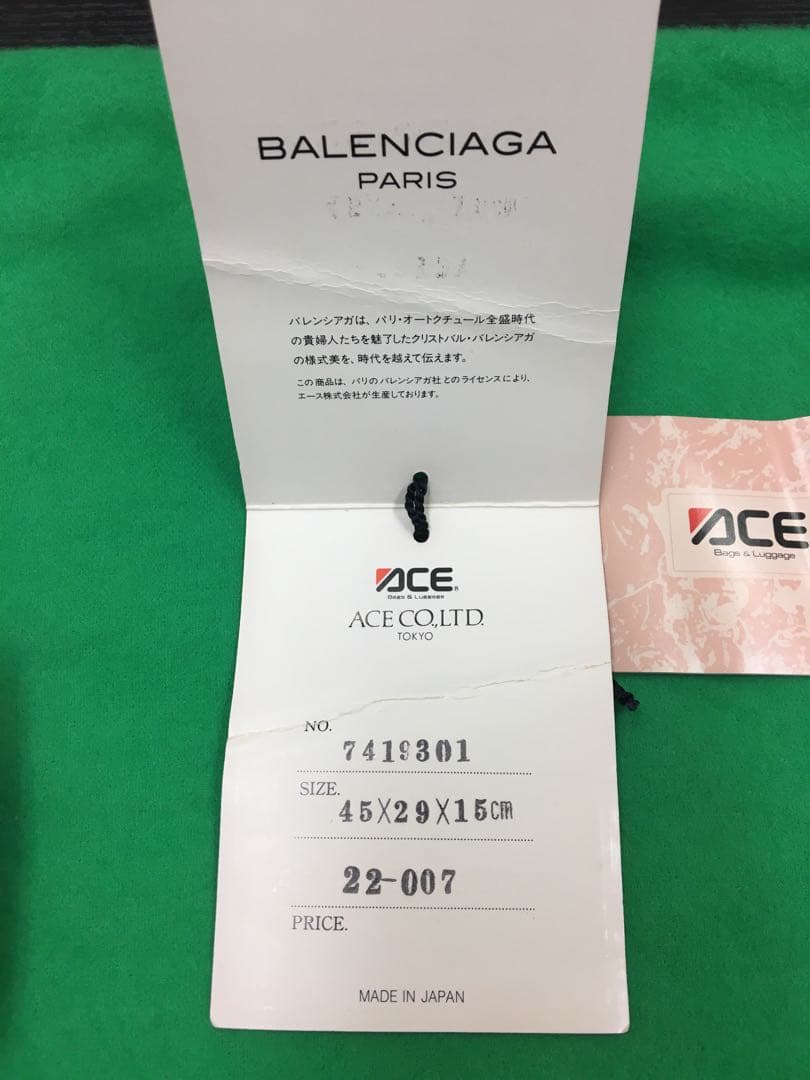 BALENCIAGA
PARIS
バレンシアガは、パリ・オートクチュール全盛時代
の貴婦人たちを魅了したクリストバル・バレンシアガ
の様式美を、時代を越えて伝えます。
この商品は、パリのバレンシアガ社とのライセンスにより、
エース株式会社が生産しております。
ACE®
BAGS & LUGGAGE
ACE CO.,LTD.
TOKYO
NO.
7419301
SIZE.
45X29X15cm
22-007
PRICE.
MADE IN JAPAN
ACE
Bags & Luggage